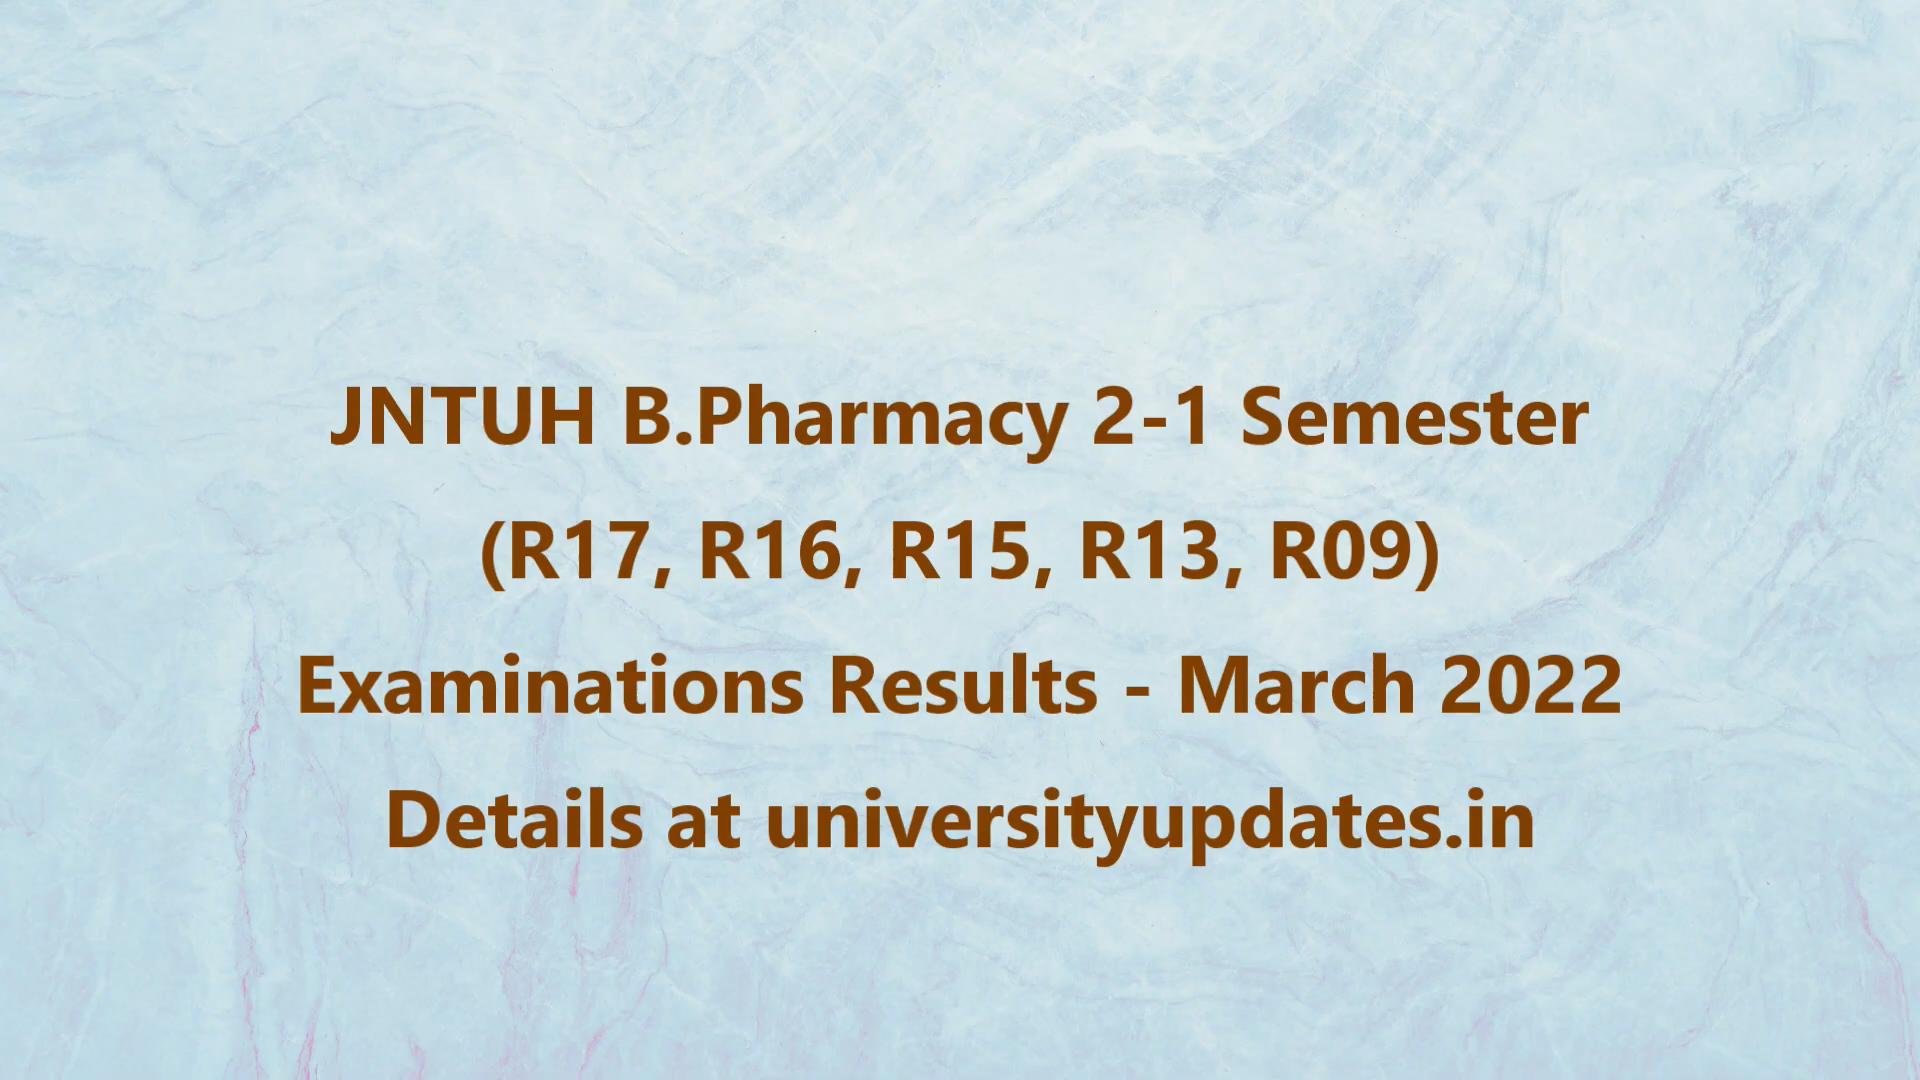 JNTUH B.Pharmacy 2-1 Semester
(R17, R16, R15, R13, R09)
Examinations Results - March 2022
Details at universityupdates.in